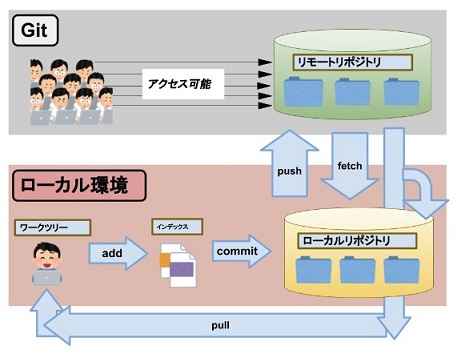 Git
リモートリポジトリ
アクセス可能
push
fetch
ローカル環境
ワークツリー
インデックス
ローカルリポジトリ
add
commit
pull